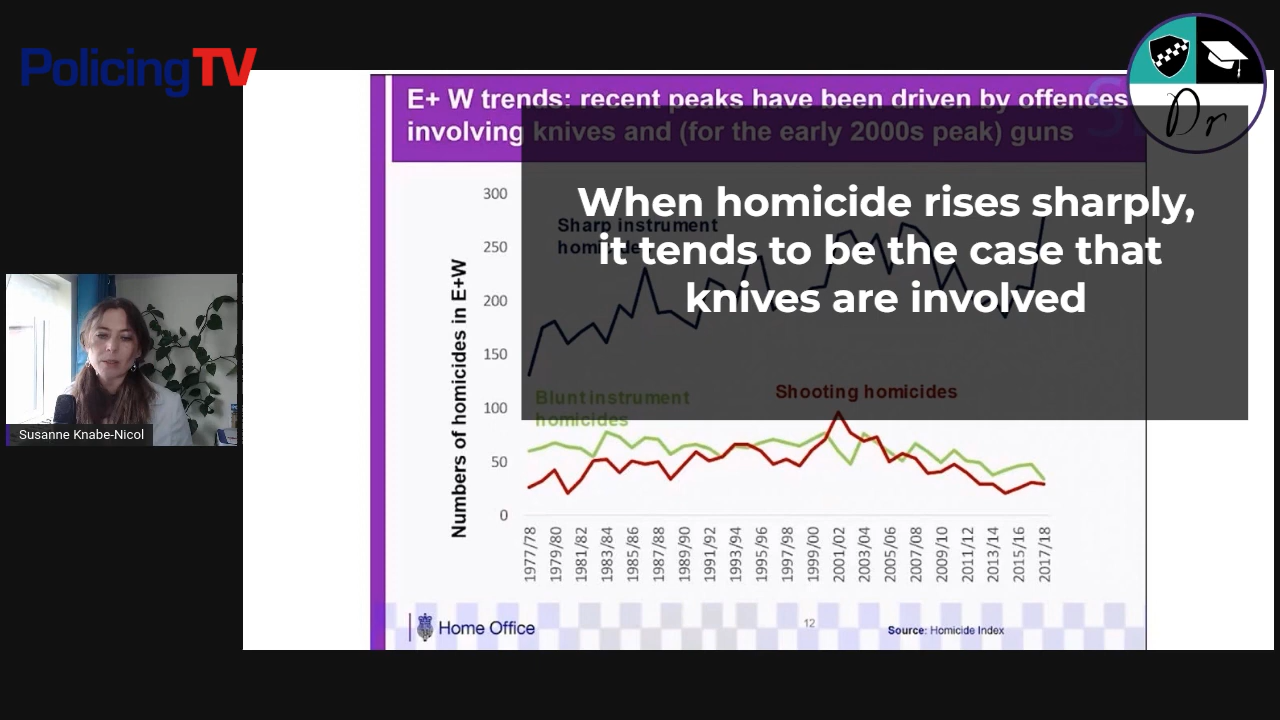 PolicingTV
Dr
E+ W trends: recent peaks have been driven by offences
involving knives and (for the early 2000s peak) guns
When homicide rises sharply,
it tends to be the case that
knives are involved
Numbers of homicides in E+W
300
250
200
150
100
50
0
Sharp instrument
homicide
Blunt instrument
homicides
Shooting homicides
1977/78
1979/80
1981/82
1983/84
1985/86
1987/88
1989/90
1991/92
1993/94
1995/96
1997/98
1999/00
2001/02
2003/04
2005/06
2007/08
2009/10
2011/12
2013/14
2015/16
2017/18
Home Office
12
Source: Homicide Index
Susanne Knabe-Nicol